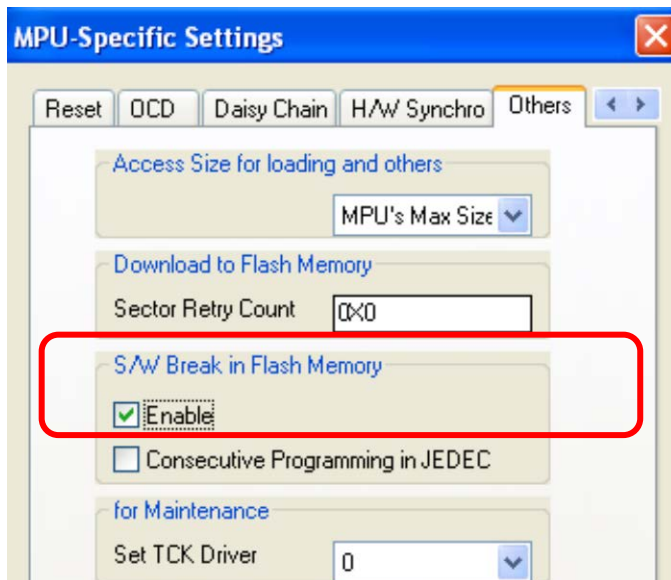 MPU-Specific Settings
Reset OCD Daisy Chain H/W Synchro Others
Access Size for loading and others
MPU's Max Size
Download to Flash Memory
Sector Retry Count 0X0
S/W Break in Flash Memory
Enable
Consecutive Programming in JEDEC
for Maintenance
Set TCK Driver 0